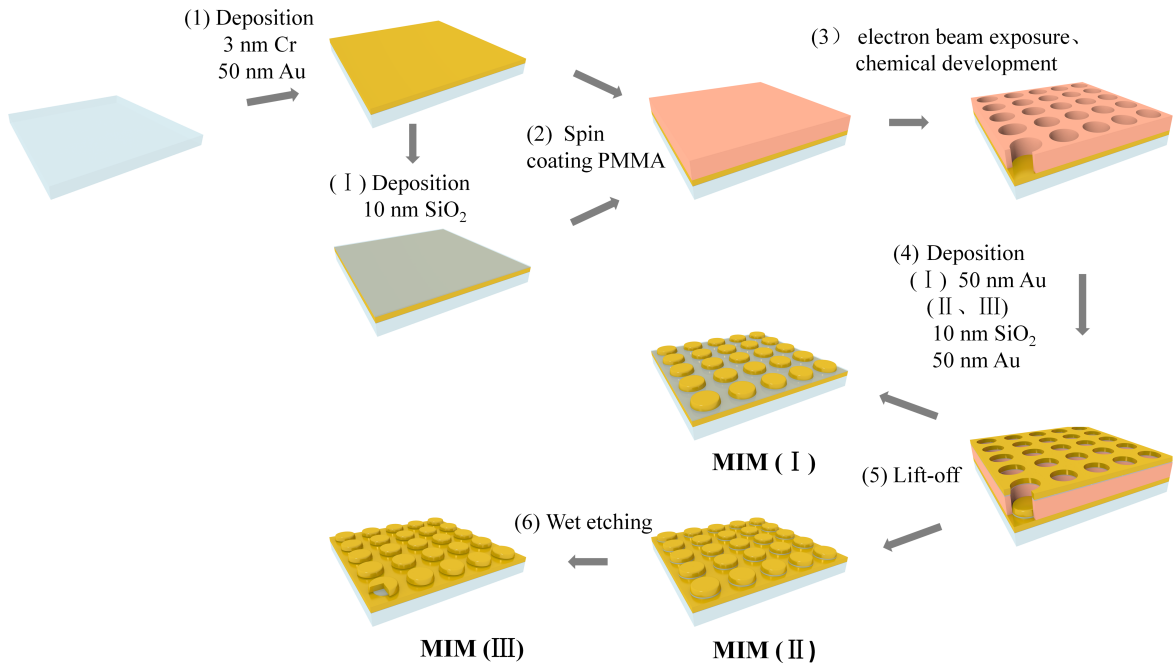 (1) Deposition
3 nm Cr
50 nm Au
(Ⅰ) Deposition
10 nm SiO₂
(2) Spin
coating PMMA
(3） electron beam exposure、
chemical development
(4) Deposition
(Ⅰ) 50 nm Au
(Ⅱ、Ⅲ)
10 nm SiO₂
50 nm Au
(5) Lift-off
MIM (Ⅰ)
(6) Wet etching
MIM (Ⅲ)
MIM (Ⅱ)